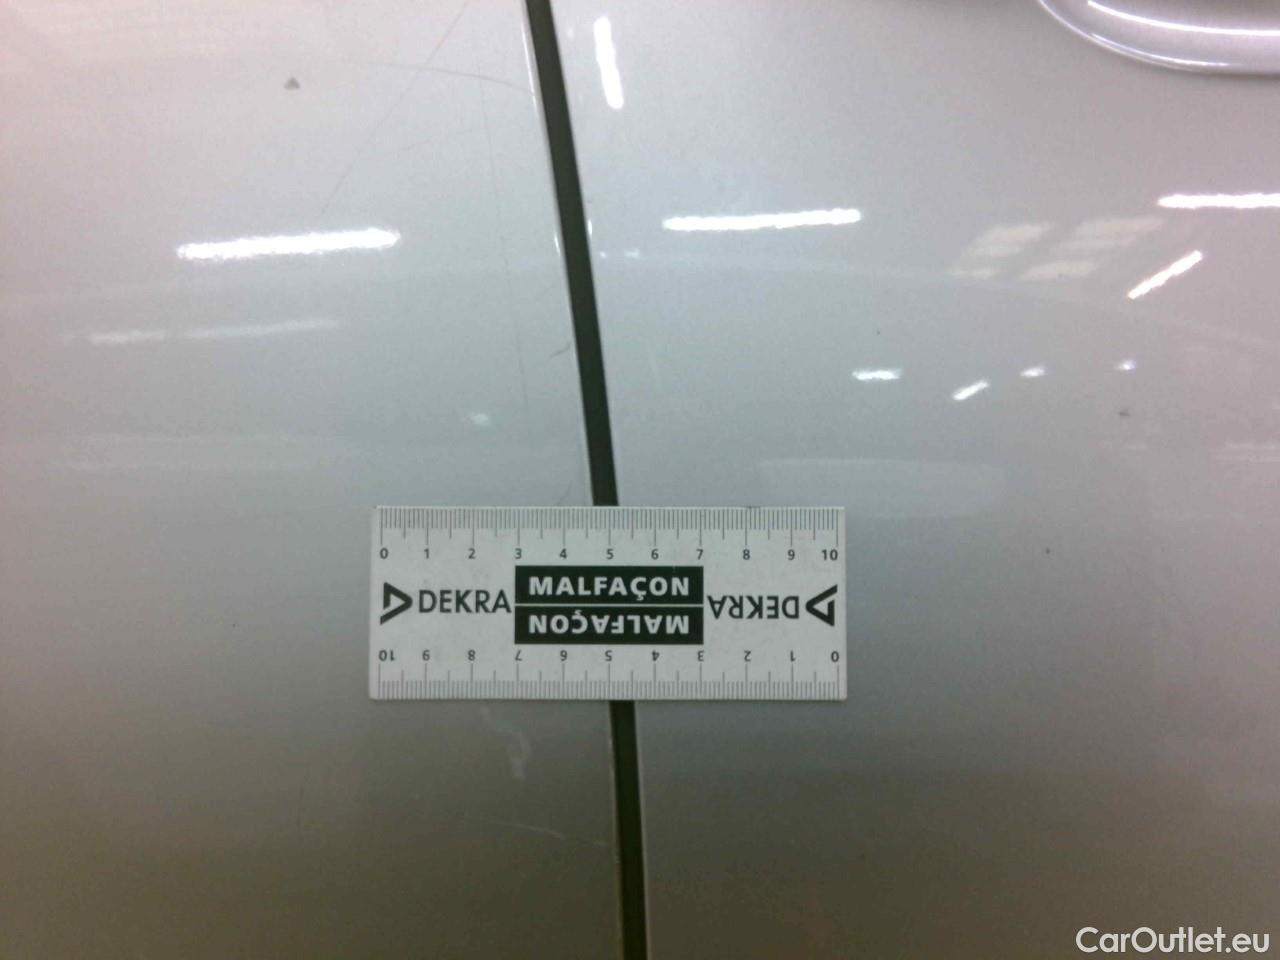 0 1 2 3 4 5 6 7 8 9 10
DEKRA MALFAÇON DEKRA
MALFAÇON
10 9 8 7 6 5 4 3 2 1 0
CarOutlet.eu